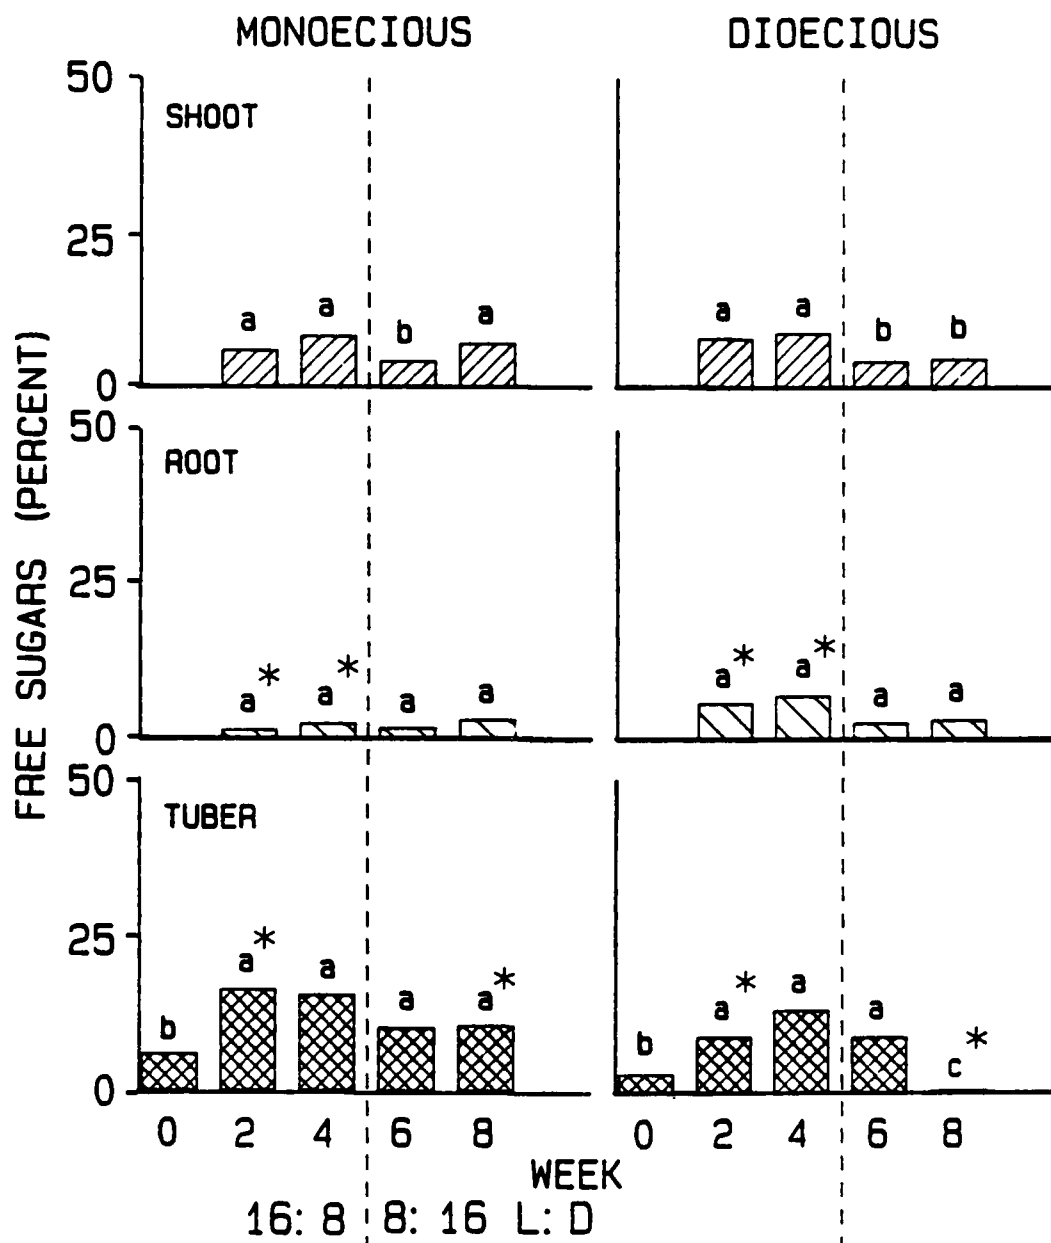 MONOECIOUS DIOECIOUS
50
SHOOT
25
a a b a a a b b
0
FREE SUGARS (PERCENT)
50
ROOT
25
a* a* a a a* a* a a
0
50
TUBER
25
b a* a a a* b a* a a c*
0
0 2 4 6 8 0 2 4 6 8
WEEK
16:8 8:16 L:D